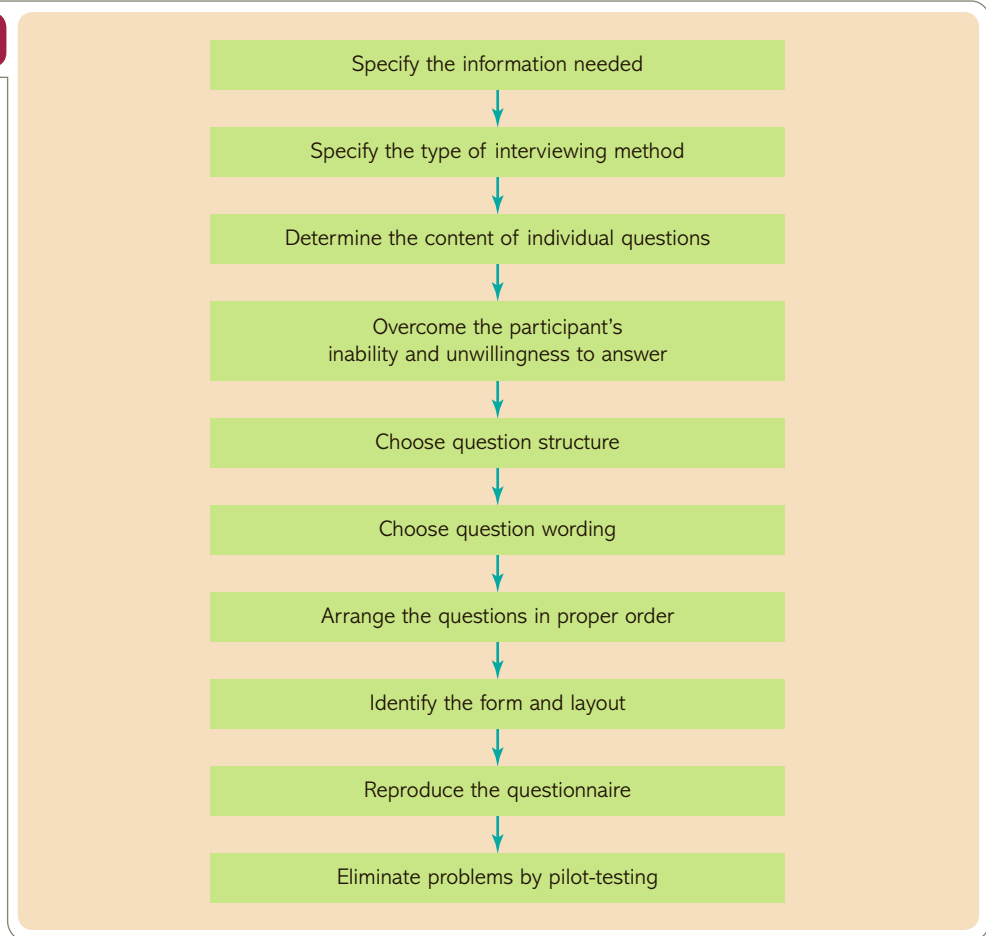 Specify the information needed
Specify the type of interviewing method
Determine the content of individual questions
Overcome the participant’s
inability and unwillingness to answer
Choose question structure
Choose question wording
Arrange the questions in proper order
Identify the form and layout
Reproduce the questionnaire
Eliminate problems by pilot-testing